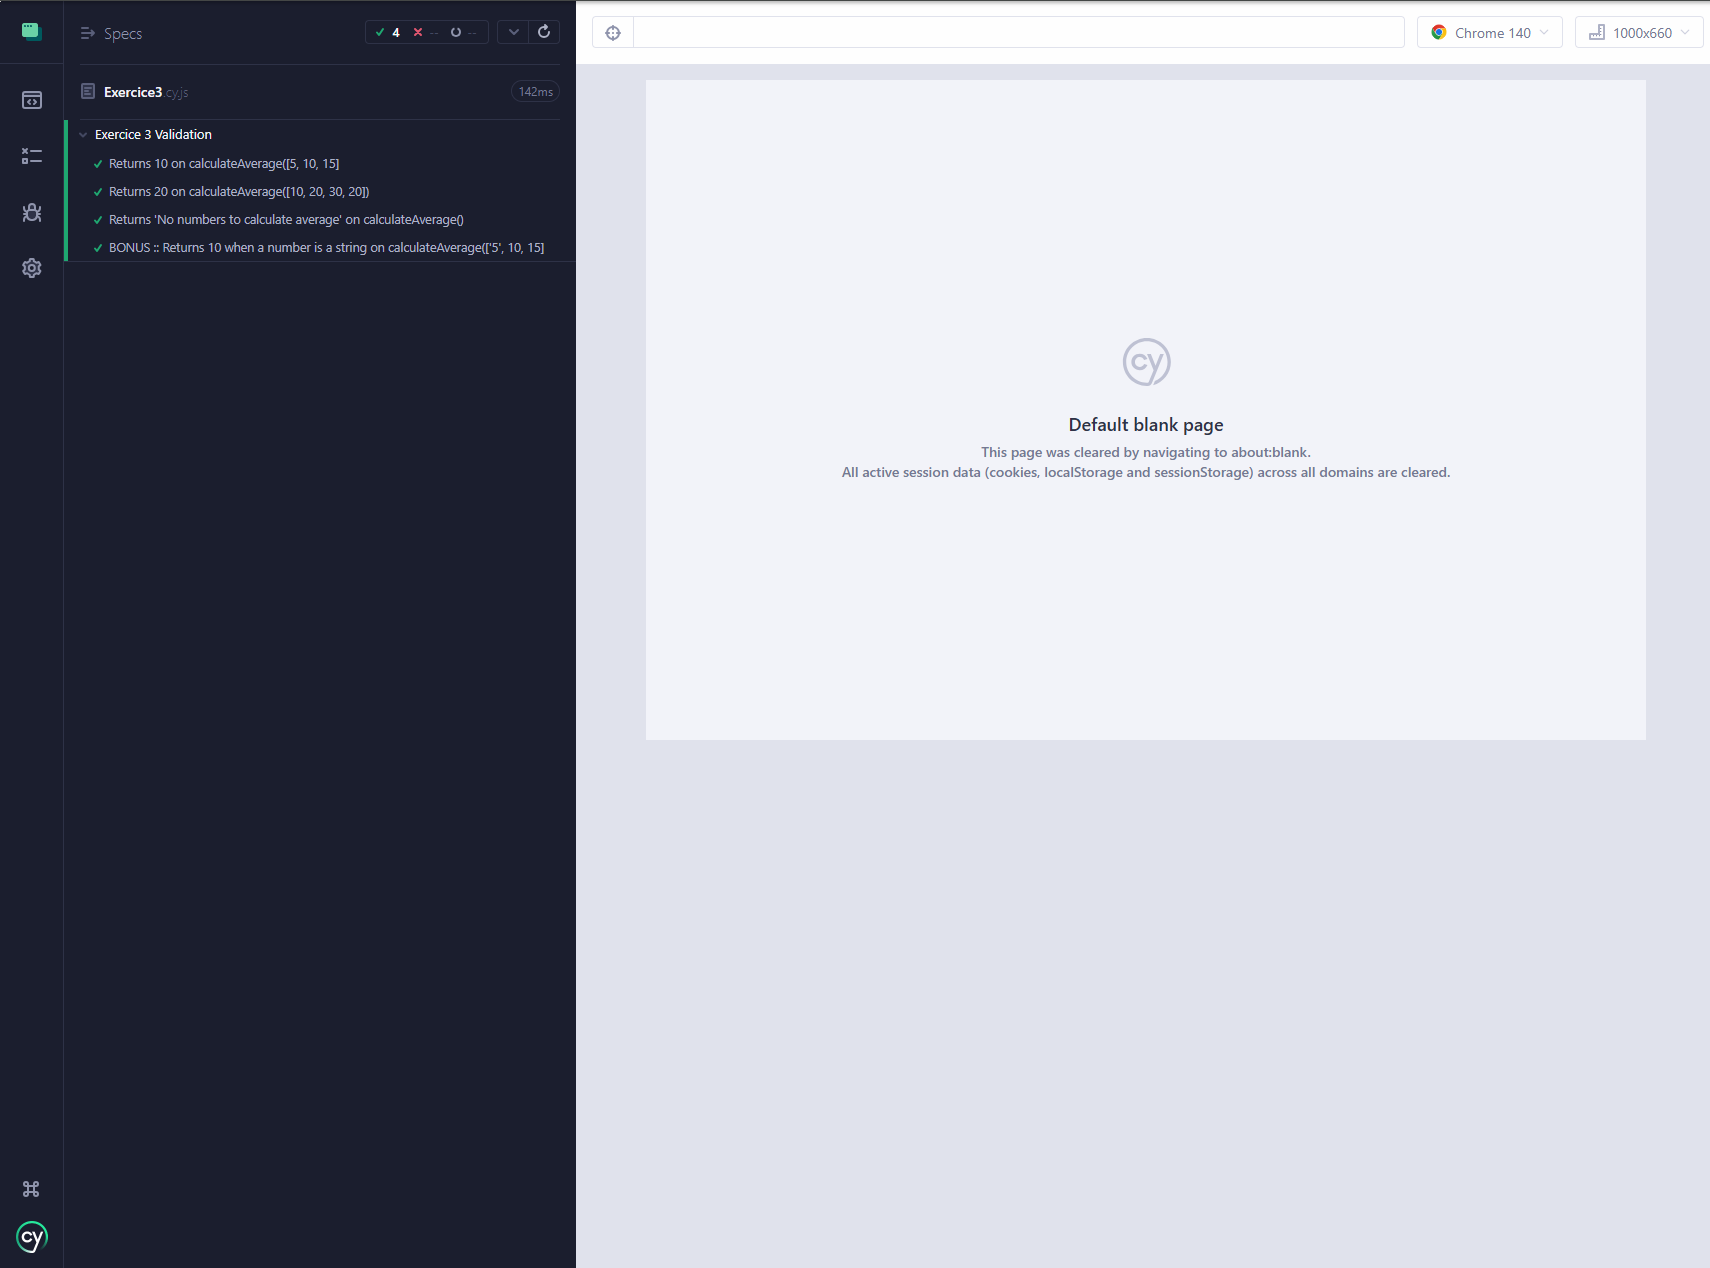 Specs
4 -- --
Exercice3.cy.js
142ms
Exercice 3 Validation
Returns 10 on calculateAverage([5, 10, 15]
Returns 20 on calculateAverage([10, 20, 30, 20])
Returns 'No numbers to calculate average' on calculateAverage()
BONUS :: Returns 10 when a number is a string on calculateAverage(['5', 10, 15]
cy
Chrome 140
1000x660
cy
Default blank page
This page was cleared by navigating to about:blank.
All active session data (cookies, localStorage and sessionStorage) across all domains are cleared.